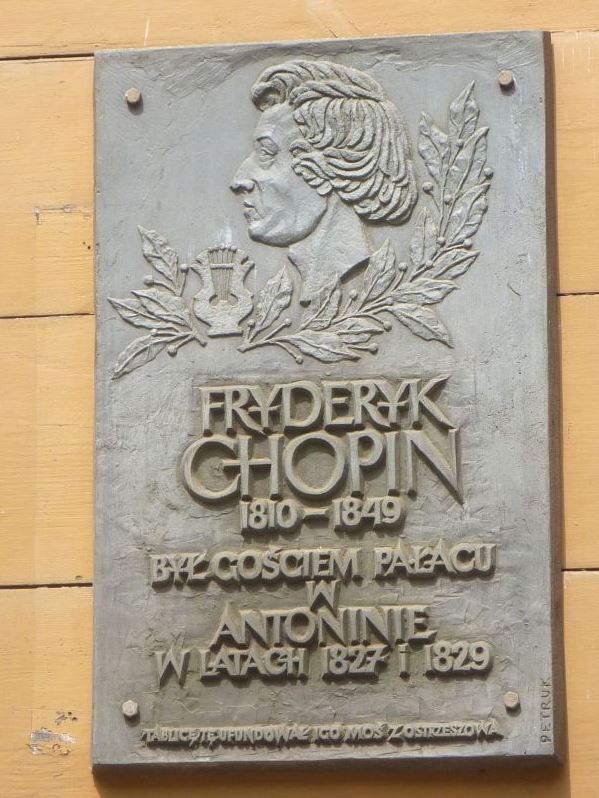 FRYDERYK
CHOPIN
1810 – 1849
BYŁ GOŚCIEM PAŁACU
W
ANTONINIE
W LATACH 1827 i 1829
TABLICĘ TĘ UFUNDOWAŁ IGO MOŚ Z OSTRZESZOWA
PETRUK